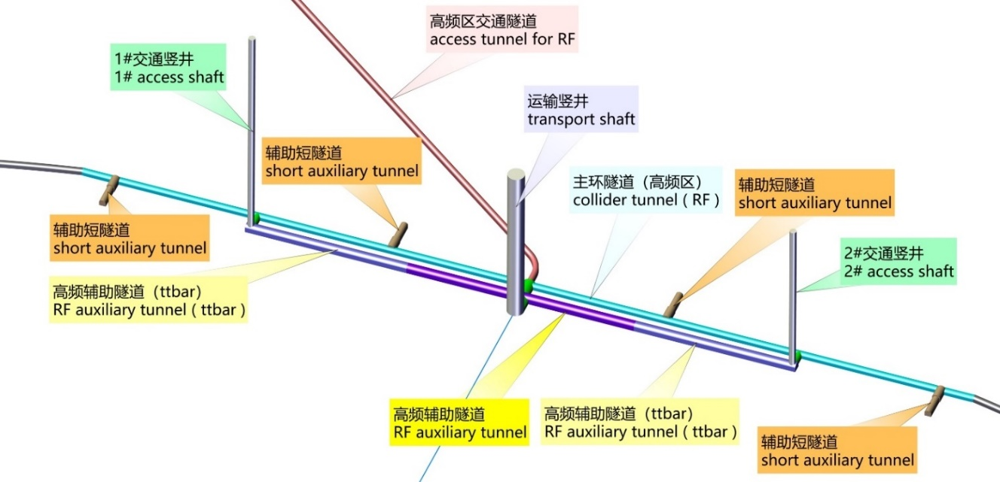 高频区交通隧道
access tunnel for RF
1#交通竖井
1# access shaft
运输竖井
transport shaft
辅助短隧道
short auxiliary tunnel
主环隧道（高频区）
collider tunnel ( RF )
辅助短隧道
short auxiliary tunnel
辅助短隧道
short auxiliary tunnel
2#交通竖井
2# access shaft
高频辅助隧道（ttbar）
RF auxiliary tunnel ( ttbar )
高频辅助隧道
RF auxiliary tunnel
高频辅助隧道（ttbar）
RF auxiliary tunnel ( ttbar )
辅助短隧道
short auxiliary tunnel